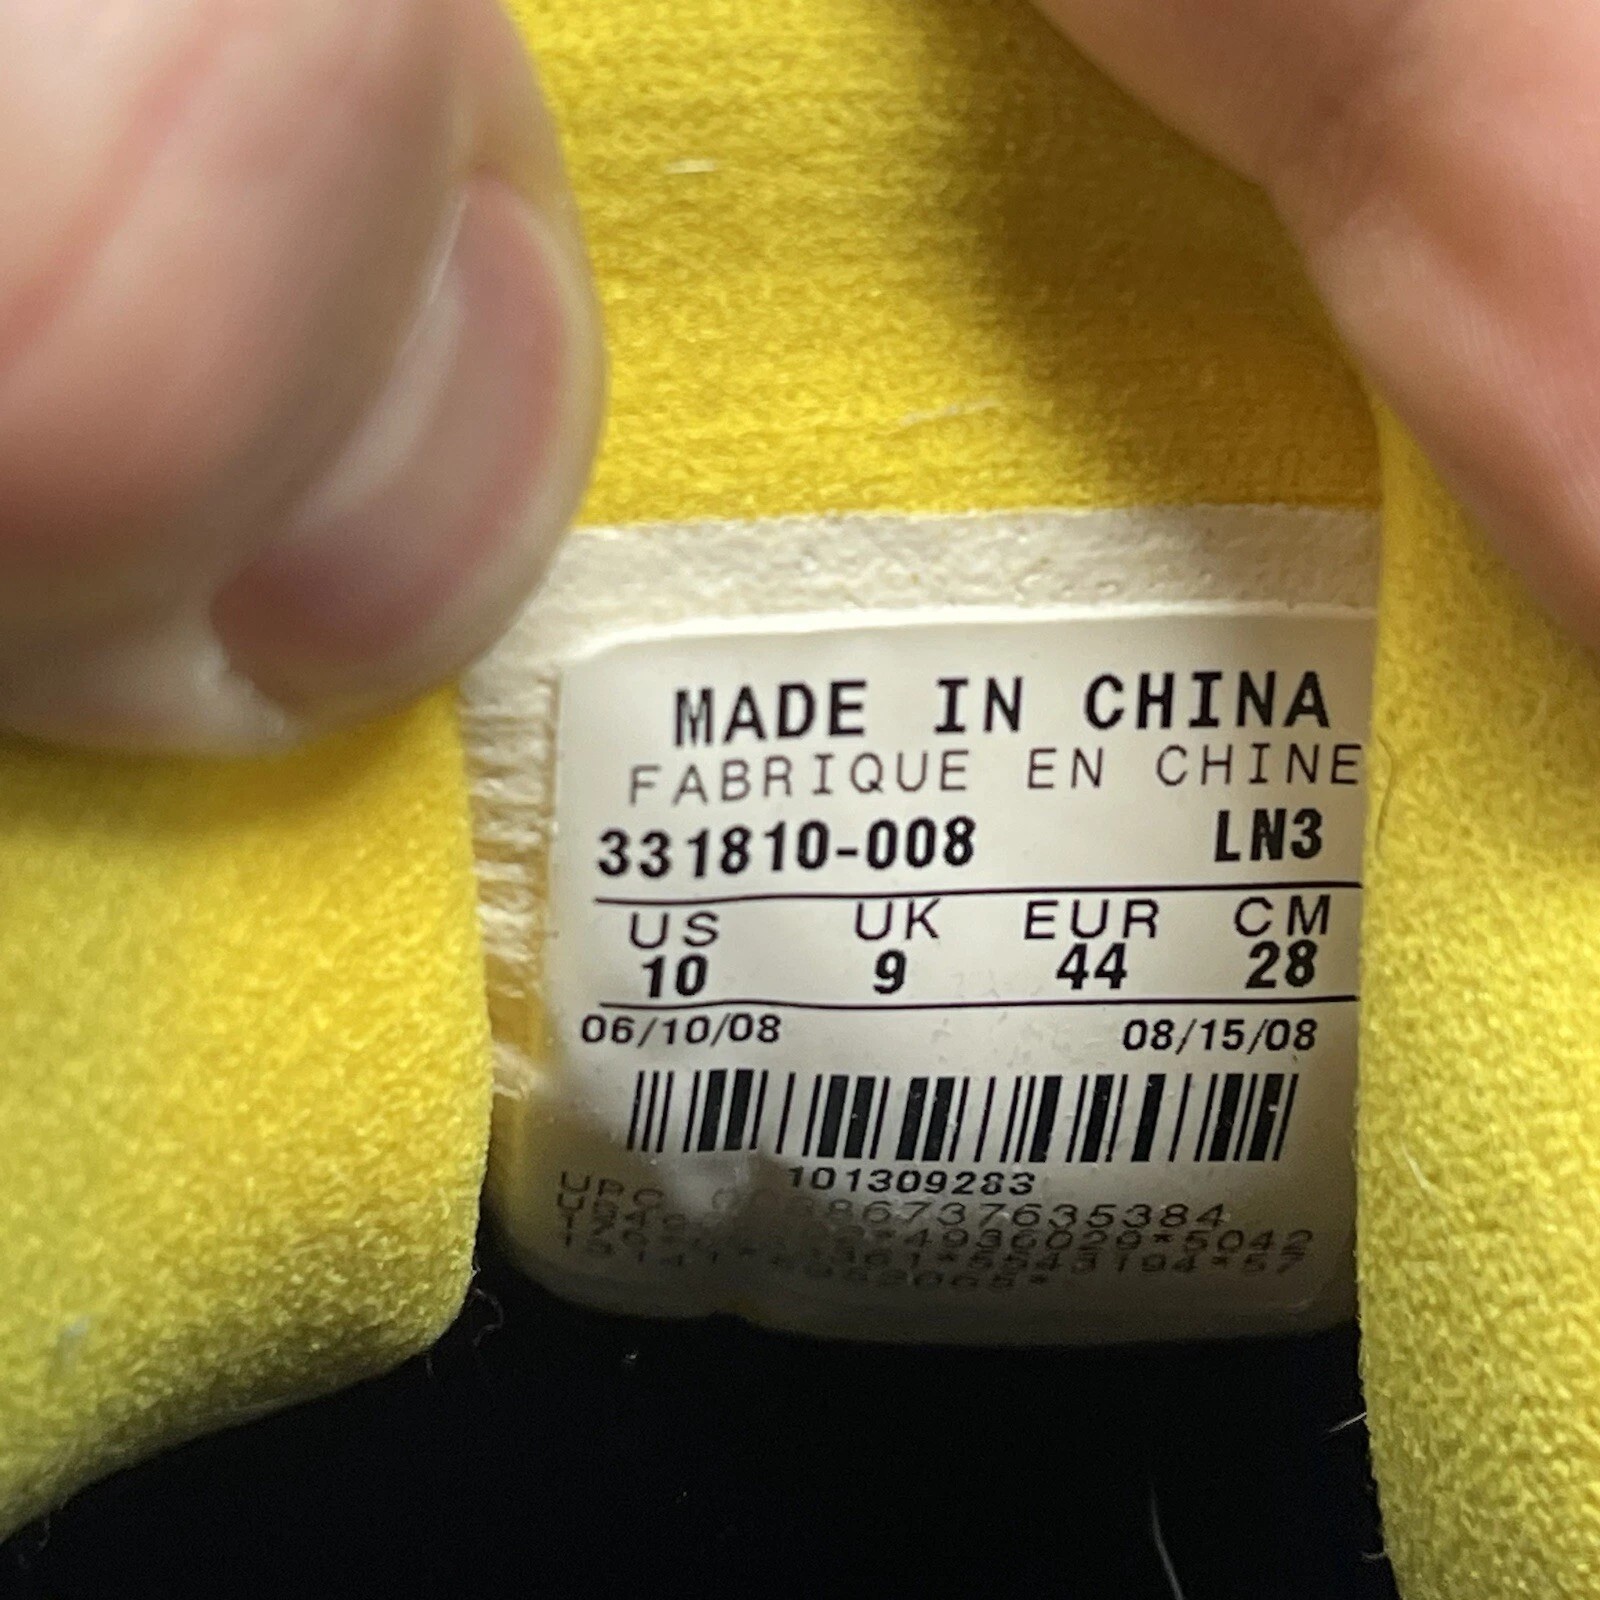 MADE IN CHINA
FABRIQUE EN CHINE
331810-008 LN3
US UK EUR CM
10 9 44 28
06/10/08 08/15/08
101309283